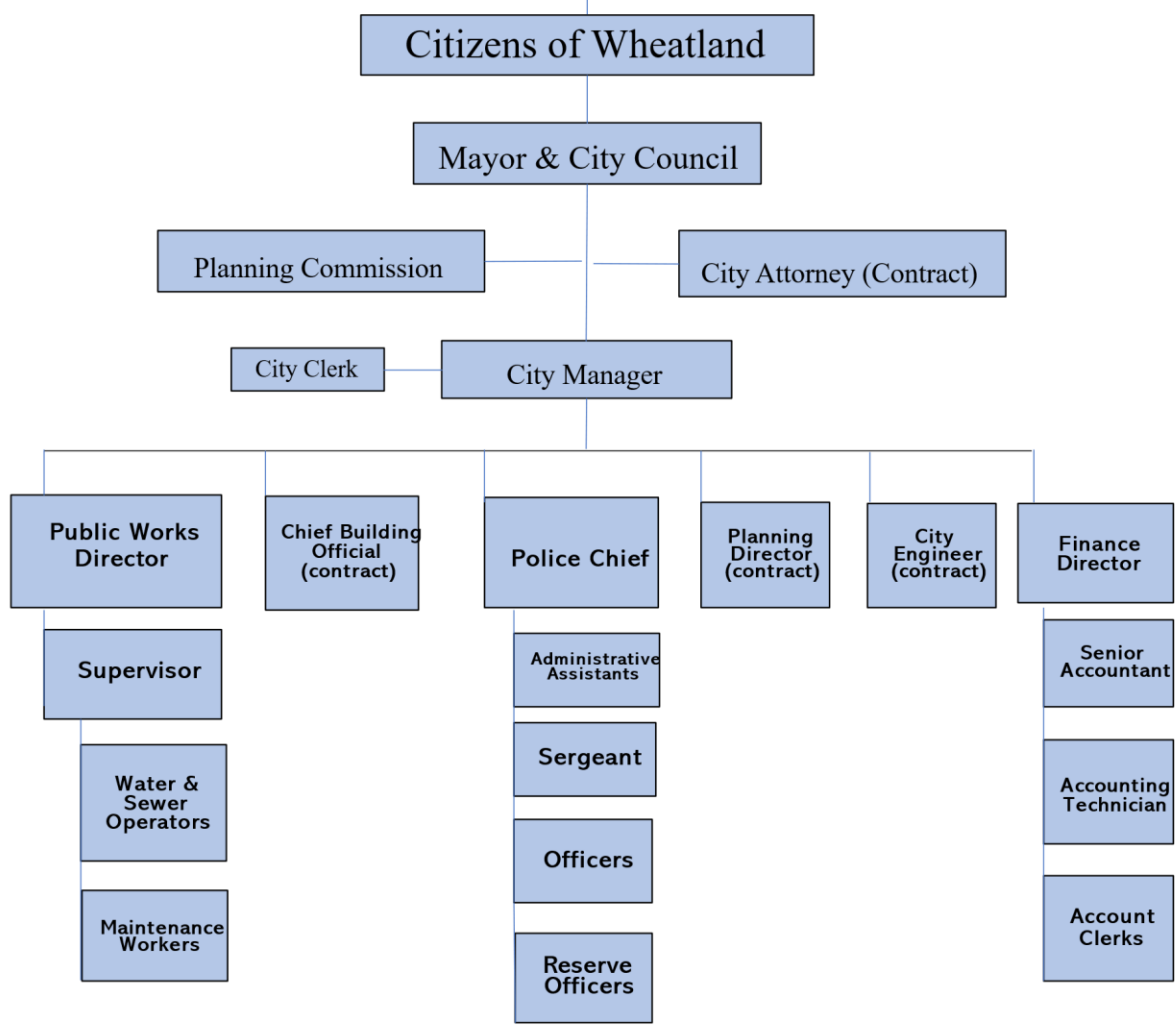 Citizens of Wheatland
Mayor & City Council
Planning Commission
City Attorney (Contract)
City Clerk
City Manager
Public Works
Director
Chief Building
Official
(contract)
Police Chief
Planning
Director
(contract)
City
Engineer
(contract)
Finance
Director
Supervisor
Water &
Sewer
Operators
Maintenance
Workers
Administrative
Assistants
Sergeant
Officers
Reserve
Officers
Senior
Accountant
Accounting
Technician
Account
Clerks